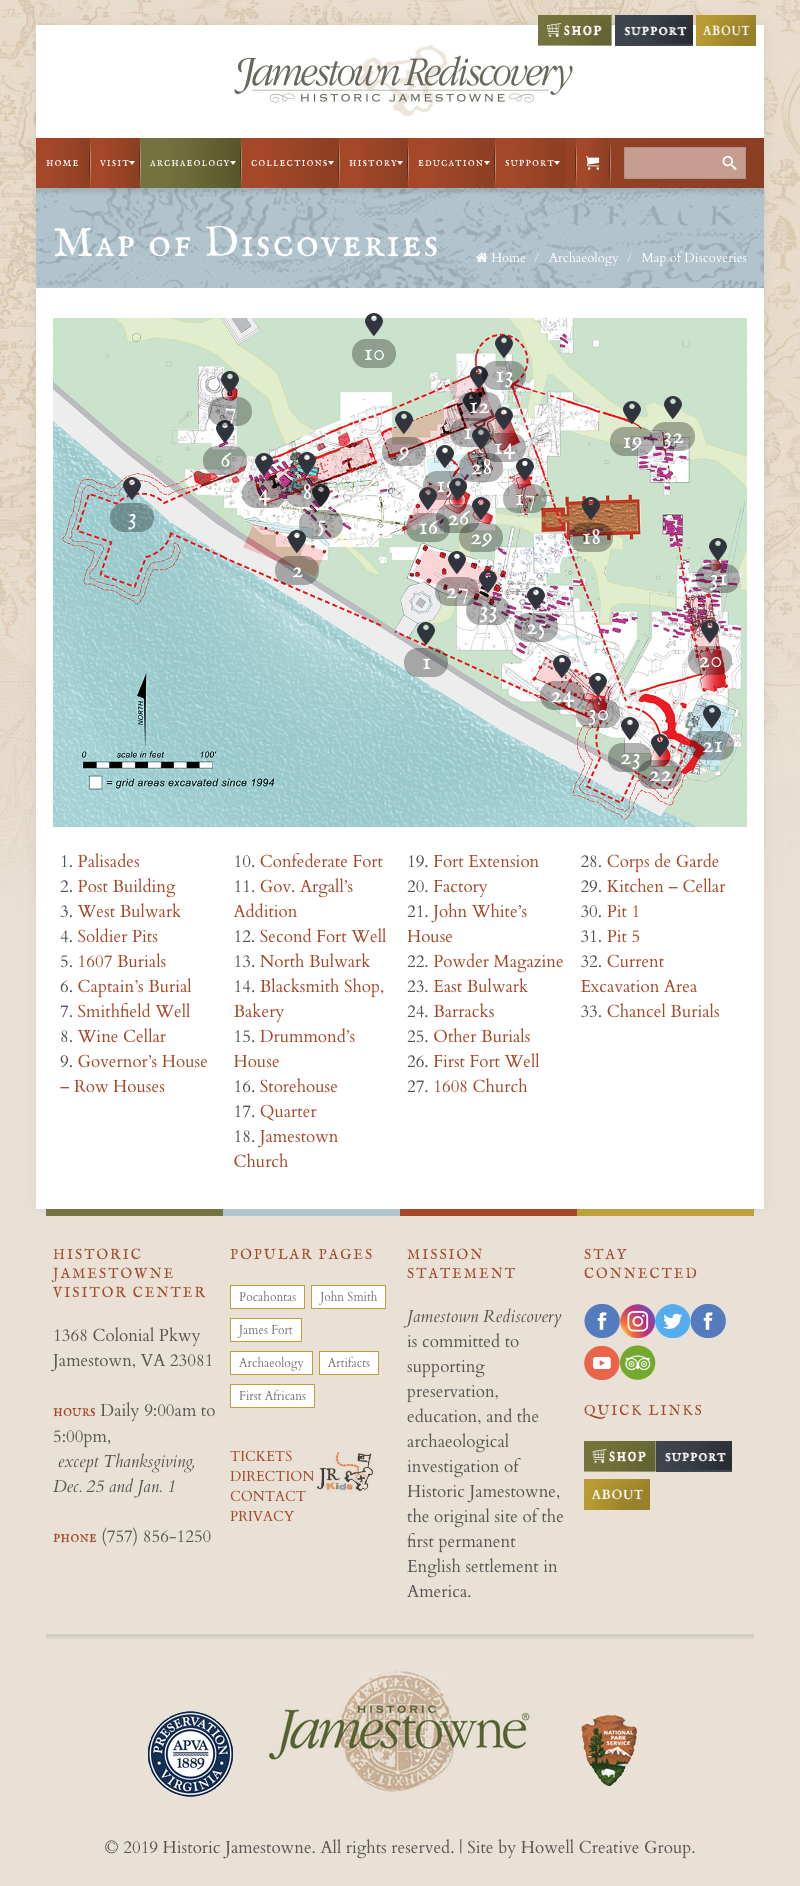 SHOP SUPPORT ABOUT
Jamestown Rediscovery
HISTORIC JAMESTOWNE
HOME VISIT ARCHAEOLOGY COLLECTIONS HISTORY EDUCATION SUPPORT
Map of Discoveries
Home / Archaeology / Map of Discoveries
10
13
7
12
9
14
19
32
6
4
8
28
3
5
16
26
17
29
18
2
27
33
31
25
1
20
24
30
23
22
21
NORTH
0 scale in feet 100'
= grid areas excavated since 1994
1. Palisades
2. Post Building
3. West Bulwark
4. Soldier Pits
5. 1607 Burials
6. Captain's Burial
7. Smithfield Well
8. Wine Cellar
9. Governor's House
– Row Houses
10. Confederate Fort
11. Gov. Argall's
Addition
12. Second Fort Well
13. North Bulwark
14. Blacksmith Shop,
Bakery
15. Drummond's
House
16. Storehouse
17. Quarter
18. Jamestown
Church
19. Fort Extension
20. Factory
21. John White's
House
22. Powder Magazine
23. East Bulwark
24. Barracks
25. Other Burials
26. First Fort Well
27. 1608 Church
28. Corps de Garde
29. Kitchen – Cellar
30. Pit 1
31. Pit 5
32. Current
Excavation Area
33. Chancel Burials
HISTORIC
JAMESTOWNE
VISITOR CENTER
1368 Colonial Pkwy
Jamestown, VA 23081
HOURS Daily 9:00am to
5:00pm,
except Thanksgiving,
Dec. 25 and Jan. 1
PHONE (757) 856-1250
POPULAR PAGES
Pocahontas John Smith
James Fort
Archaeology Artifacts
First Africans
TICKETS
DIRECTION
CONTACT
PRIVACY
JR
Kids
MISSION
STATEMENT
Jamestown Rediscovery
is committed to
supporting
preservation,
education, and the
archaeological
investigation of
Historic Jamestowne,
the original site of the
first permanent
English settlement in
America.
STAY
CONNECTED
QUICK LINKS
SHOP SUPPORT
ABOUT
PRESERVATION
APVA
1889
VIRGINIA
HISTORIC
Jamestowne®
NATIONAL
PARK
SERVICE
© 2019 Historic Jamestowne. All rights reserved. | Site by Howell Creative Group.